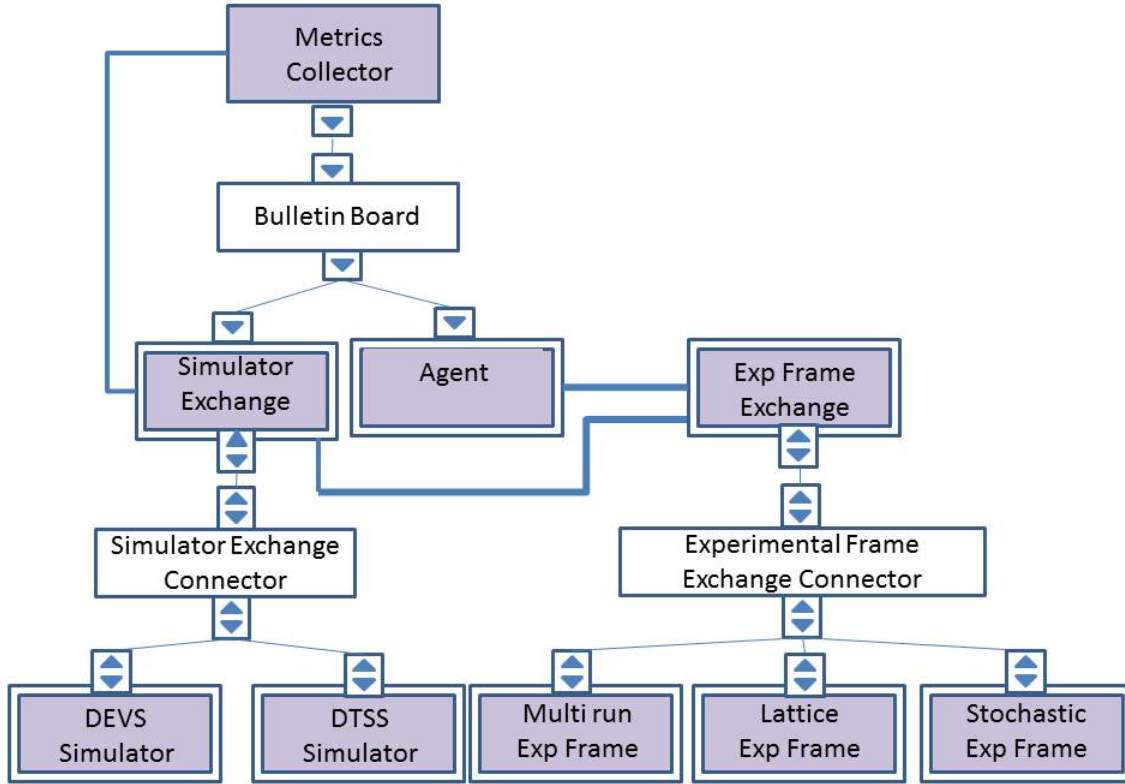 Metrics
Collector
Bulletin Board
Simulator
Exchange
Agent
Exp Frame
Exchange
Simulator Exchange
Connector
Experimental Frame
Exchange Connector
DEVS
Simulator
DTSS
Simulator
Multi run
Exp Frame
Lattice
Exp Frame
Stochastic
Exp Frame